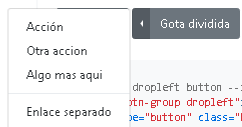 Acción
Otra accion
Algo mas aqui
Enlace separado
Gota dividida
dropleft button --
btn-group dropleft"
="button" class="